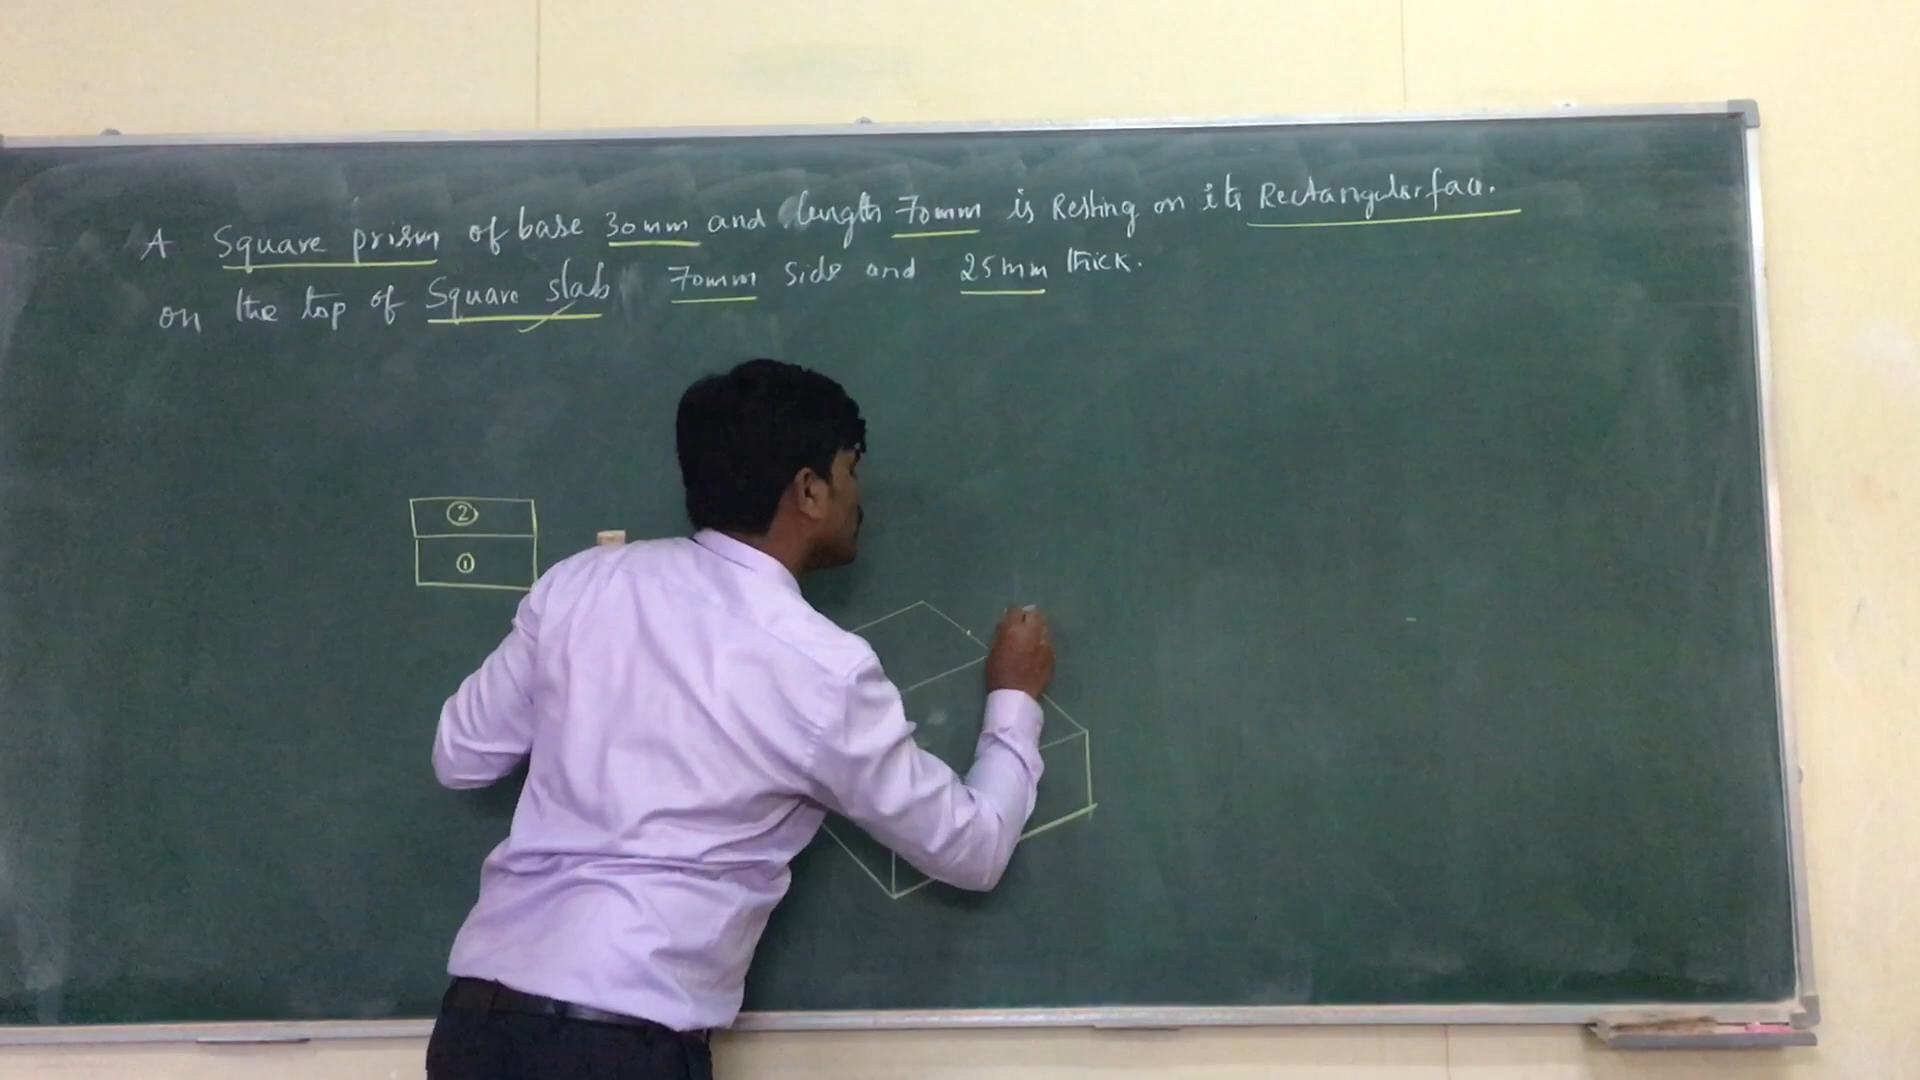 A Square prism of base 30mm and length 70mm is Resting on its Rectangular face.
on the top of Square slab 70mm side and 25mm thick.
②
①